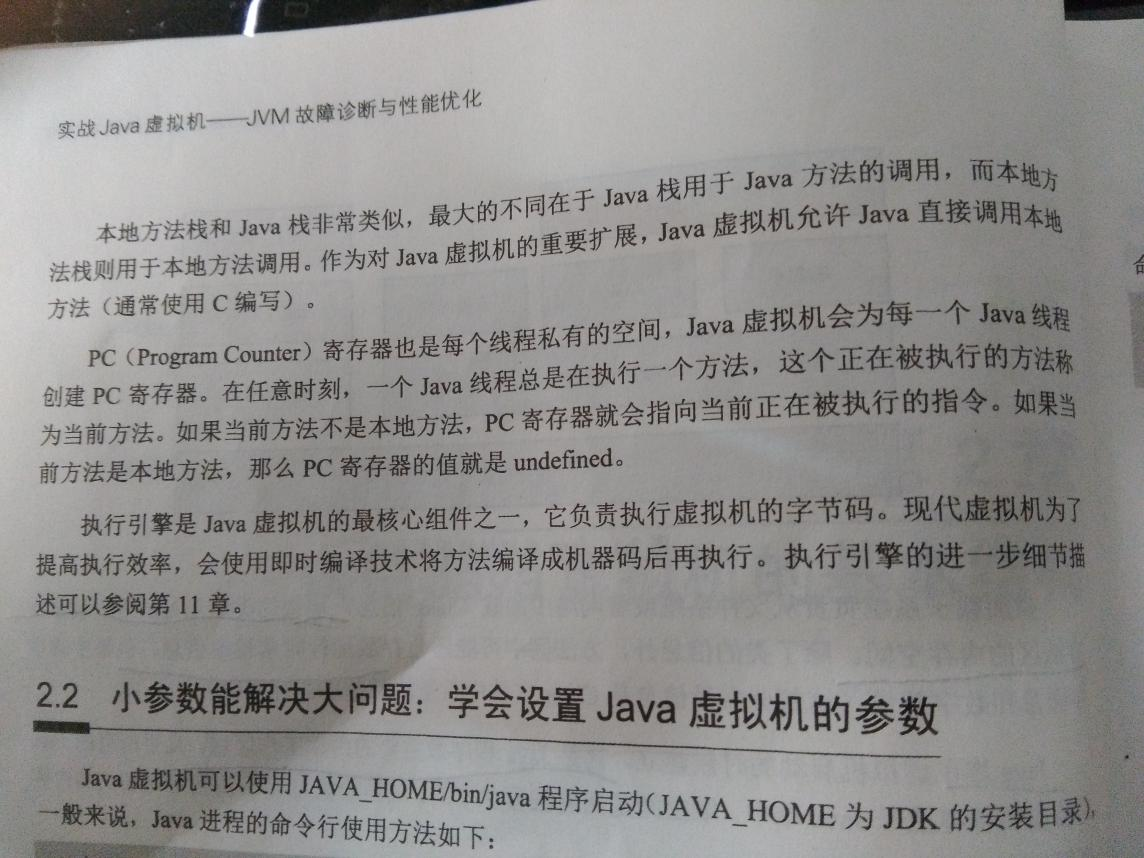 实战Java虚拟机——JVM故障诊断与性能优化
本地方法栈和 Java 栈非常类似，最大的不同在于 Java 栈用于 Java 方法的调用，而本地方
法栈则用于本地方法调用。作为对 Java 虚拟机的重要扩展，Java 虚拟机允许 Java 直接调用本地
方法（通常使用 C 编写）。
PC（Program Counter）寄存器也是每个线程私有的空间，Java 虚拟机会为每一个 Java 线程
创建 PC 寄存器。在任意时刻，一个 Java 线程总是在执行一个方法，这个正在被执行的方法称
为当前方法。如果当前方法不是本地方法，PC 寄存器就会指向当前正在被执行的指令。如果当
前方法是本地方法，那么 PC 寄存器的值就是 undefined。
执行引擎是 Java 虚拟机的最核心组件之一，它负责执行虚拟机的字节码。现代虚拟机为了
提高执行效率，会使用即时编译技术将方法编译成机器码后再执行。执行引擎的进一步细节描
述可以参阅第 11 章。
2.2 小参数能解决大问题：学会设置 Java 虚拟机的参数
Java 虚拟机可以使用 JAVA_HOME/bin/java 程序启动（JAVA_HOME 为 JDK 的安装目录），
一般来说，Java 进程的命令行使用方法如下：